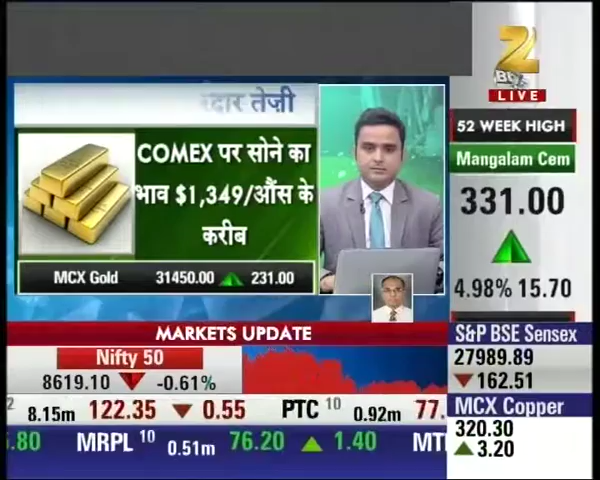 Z
LIVE
दार तेज़ी
COMEX पर सोने का
भाव $1,349/औंस के
करीब
MCX Gold 31450.00 231.00
52 WEEK HIGH
Mangalam Cem
331.00
4.98% 15.70
MARKETS UPDATE
Nifty 50
8619.10 -0.61%
S&P BSE Sensex
27989.89
162.51
MCX Copper
320.30
3.20
2 8.15m 122.35 0.55 PTC 10 0.92m 77.
.80 MRPL 10 0.51m 76.20 1.40